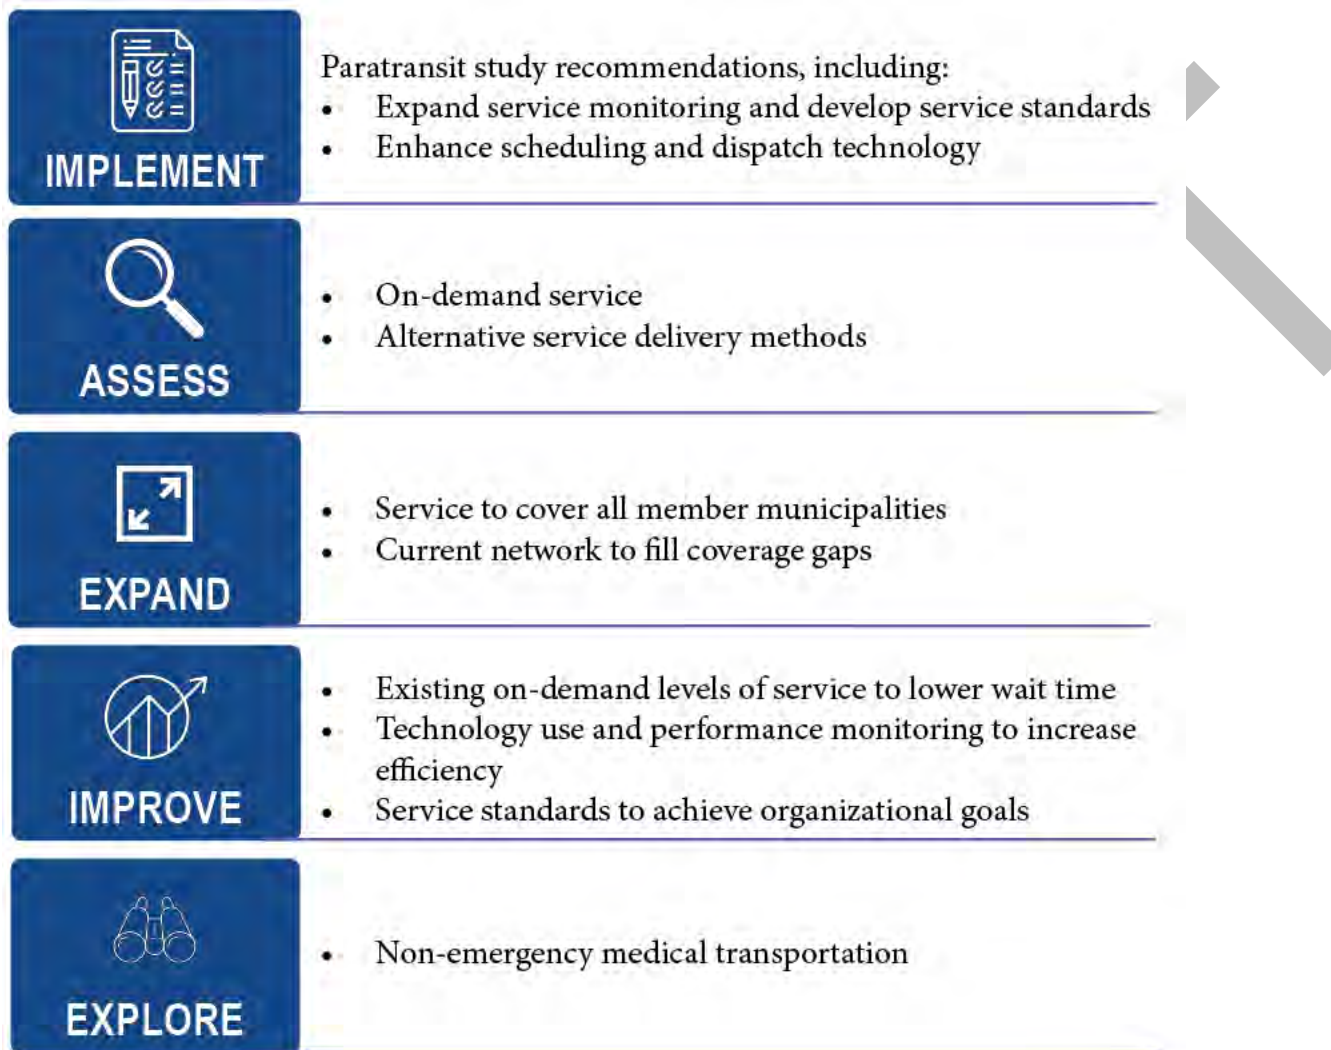 Paratransit study recommendations, including:
• Expand service monitoring and develop service standards
• Enhance scheduling and dispatch technology
IMPLEMENT
• On-demand service
• Alternative service delivery methods
ASSESS
• Service to cover all member municipalities
• Current network to fill coverage gaps
EXPAND
• Existing on-demand levels of service to lower wait time
• Technology use and performance monitoring to increase
efficiency
• Service standards to achieve organizational goals
IMPROVE
• Non-emergency medical transportation
EXPLORE